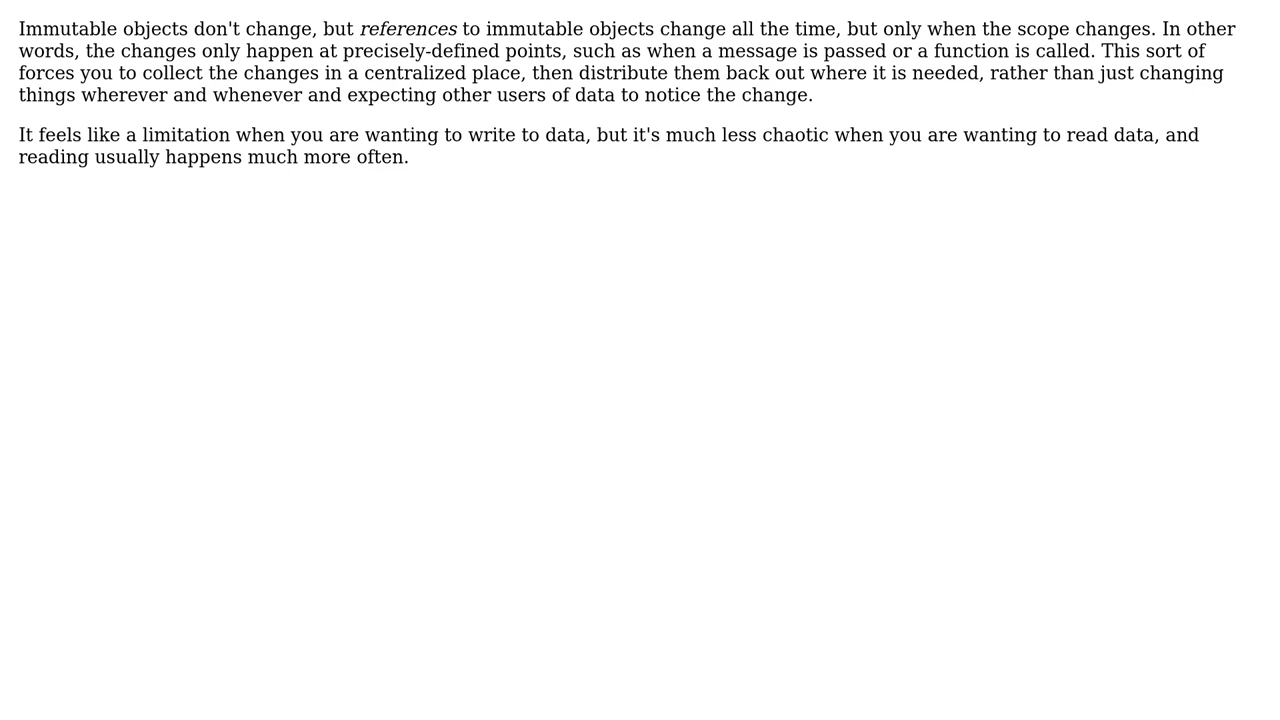 Immutable objects don't change, but references to immutable objects change all the time, but only when the scope changes. In other
words, the changes only happen at precisely-defined points, such as when a message is passed or a function is called. This sort of
forces you to collect the changes in a centralized place, then distribute them back out where it is needed, rather than just changing
things wherever and whenever and expecting other users of data to notice the change.
It feels like a limitation when you are wanting to write to data, but it's much less chaotic when you are wanting to read data, and
reading usually happens much more often.